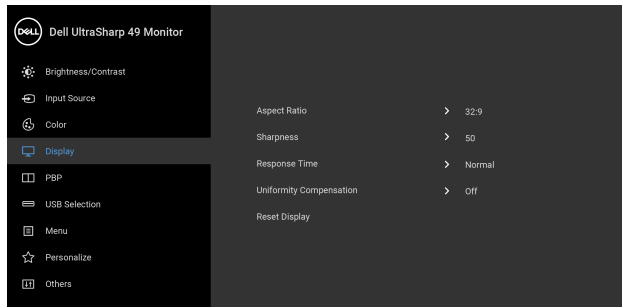 DELL Dell UltraSharp 49 Monitor
Brightness/Contrast
Input Source
Color
Display
PBP
USB Selection
Menu
Personalize
Others
Aspect Ratio > 32:9
Sharpness > 50
Response Time > Normal
Uniformity Compensation > Off
Reset Display